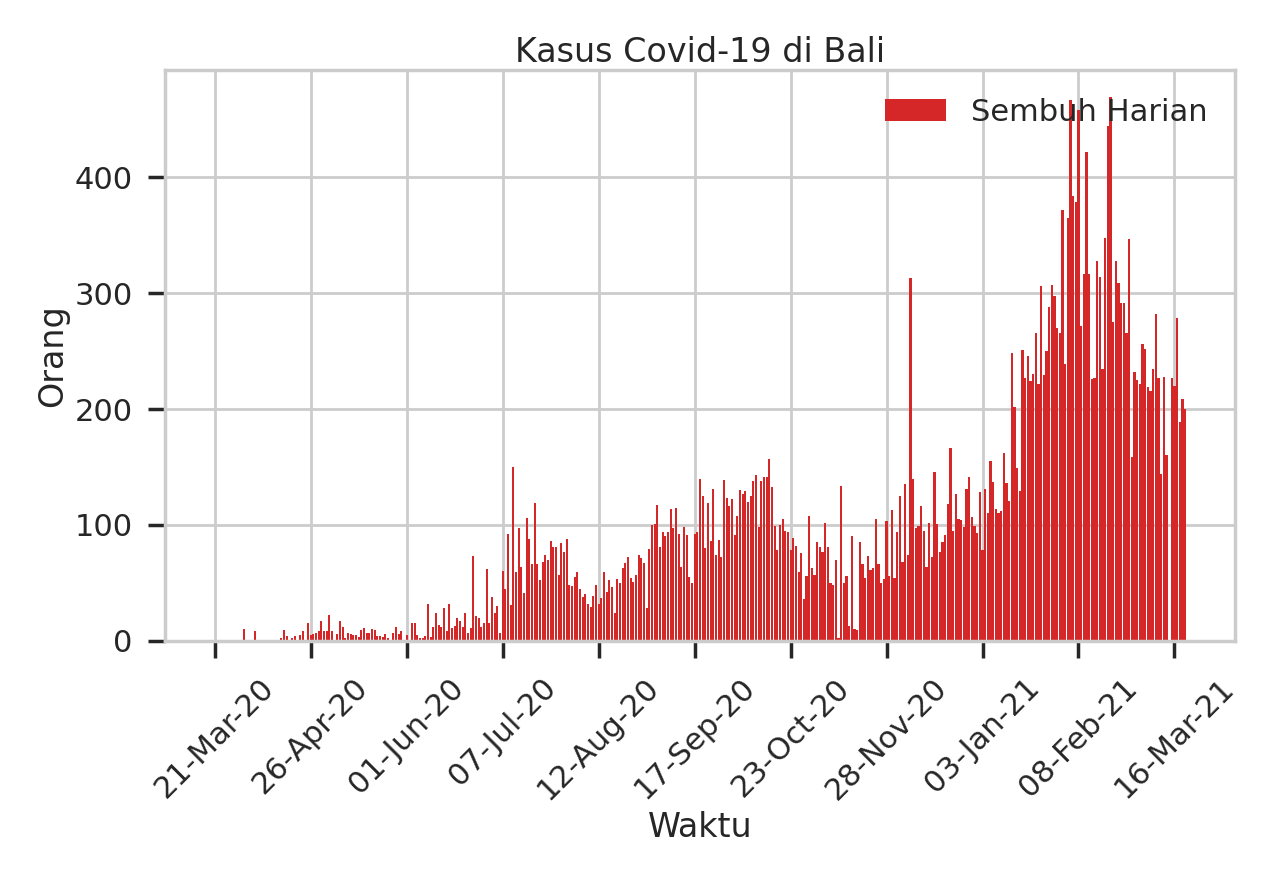 Kasus Covid-19 di Bali
Sembuh Harian
Orang
400
300
200
100
0
21-Mar-20
26-Apr-20
01-Jun-20
07-Jul-20
12-Aug-20
17-Sep-20
23-Oct-20
28-Nov-20
03-Jan-21
08-Feb-21
16-Mar-21
Waktu